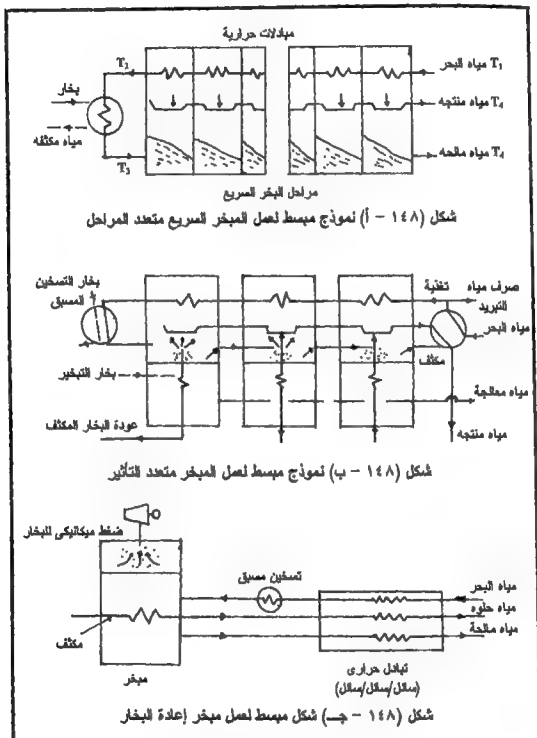 مبادلات حرارية
T₁ مياه البحر
T₂
بخار
T₄ مياه منتجه
مياه مكثفه
T₄ مياه مالحه
T₃
مراحل البخر السريع
شكل (١٤٨ - أ) نموذج مبسط لعمل المبخر السريع متعدد المراحل
بخار التسخين
المسبق
تغذية
صرف مياه
التبريد
مياه البحر
مكثف
بخار التبخير
مياه معالجة
عودة البخار المكثف
مياه منتجه
شكل (١٤٨ - ب) نموذج مبسط لعمل المبخر متعدد التأثير
ضغط ميكانيكى للبخار
تسخين مسبق
مياه البحر
مياه حلوه
مياه مالحة
مكثف
مبخر
تبادل حرارى
(سائل/سائل/سائل)
شكل (١٤٨ - جـ) شكل مبسط لعمل مبخر إعادة البخار